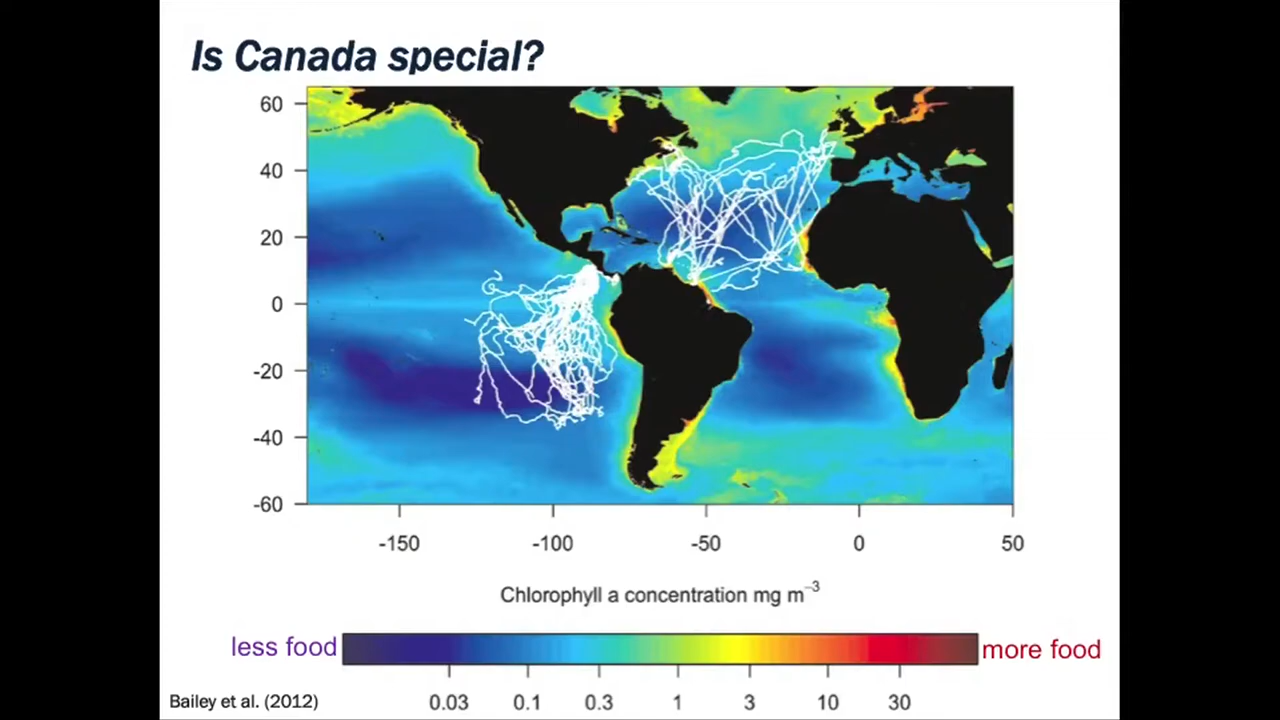 Is Canada special?
60
40
20
0
-20
-40
-60
-150 -100 -50 0 50
Chlorophyll a concentration mg m⁻³
less food more food
0.03 0.1 0.3 1 3 10 30
Bailey et al. (2012)